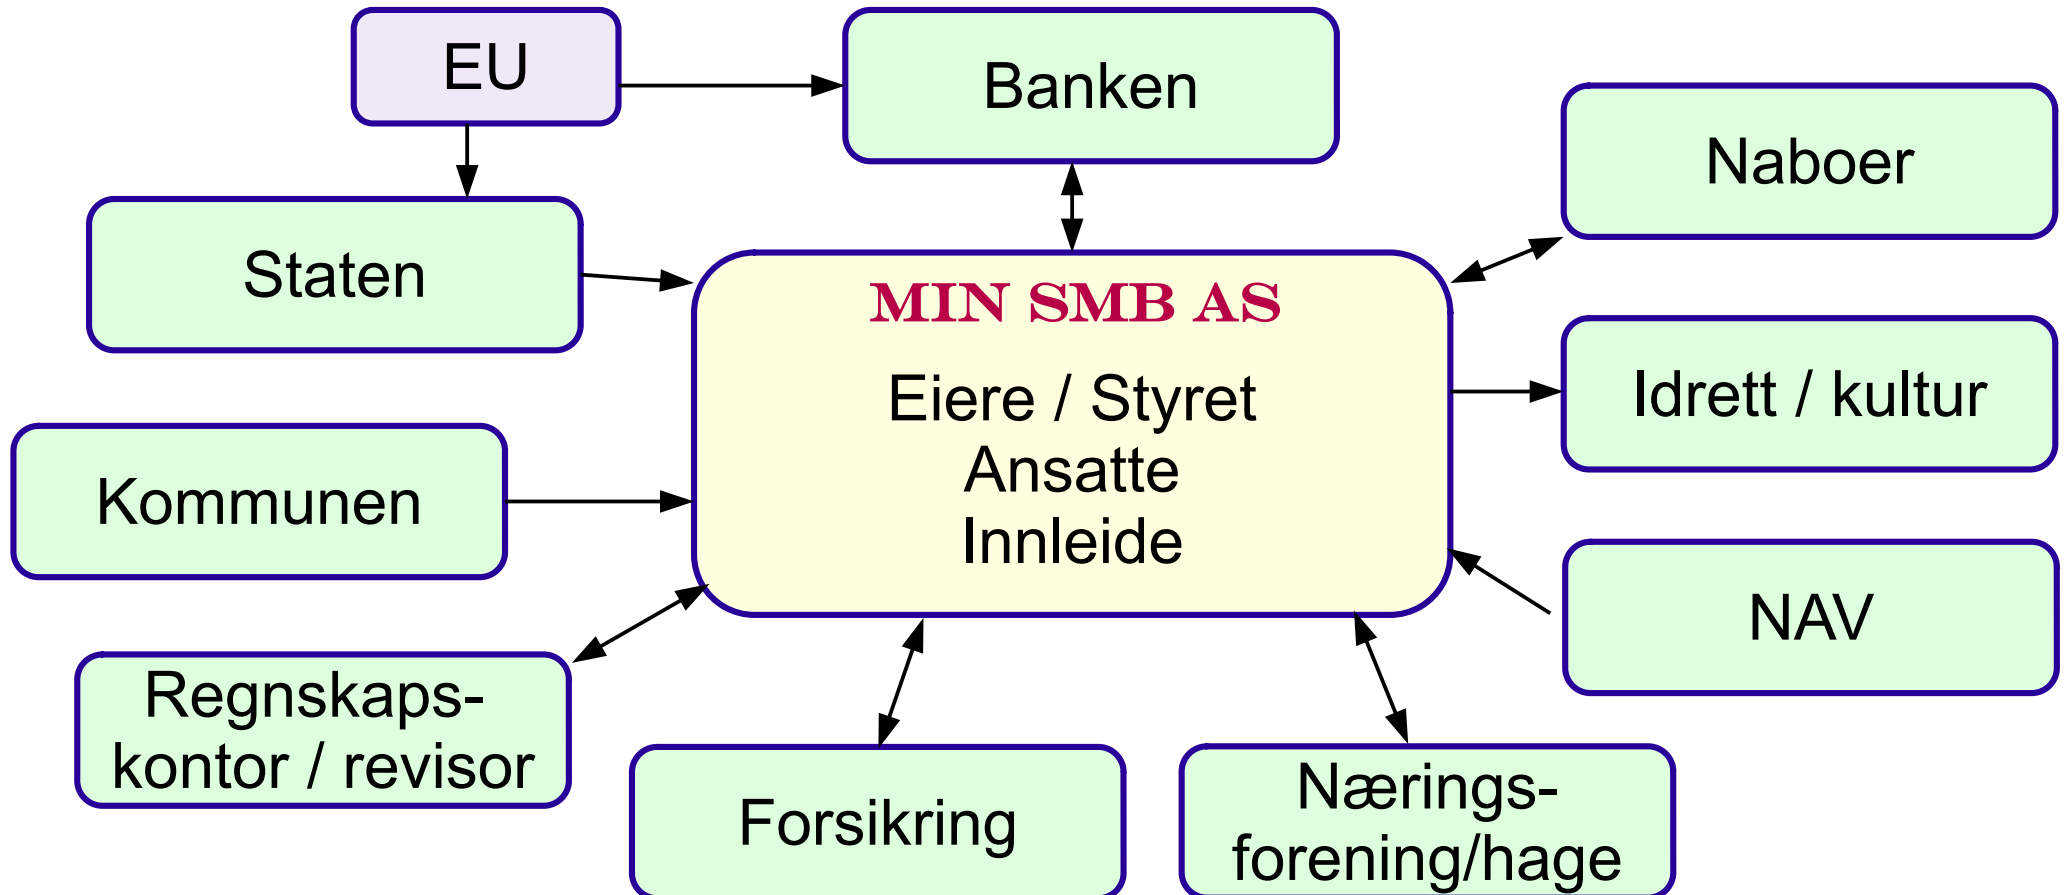 EU
Banken
Naboer
Staten
MIN SMB AS
Eiere / Styret
Ansatte
Innleide
Idrett / kultur
Kommunen
NAV
Regnskaps-
kontor / revisor
Forsikring
Nærings-
forening/hage